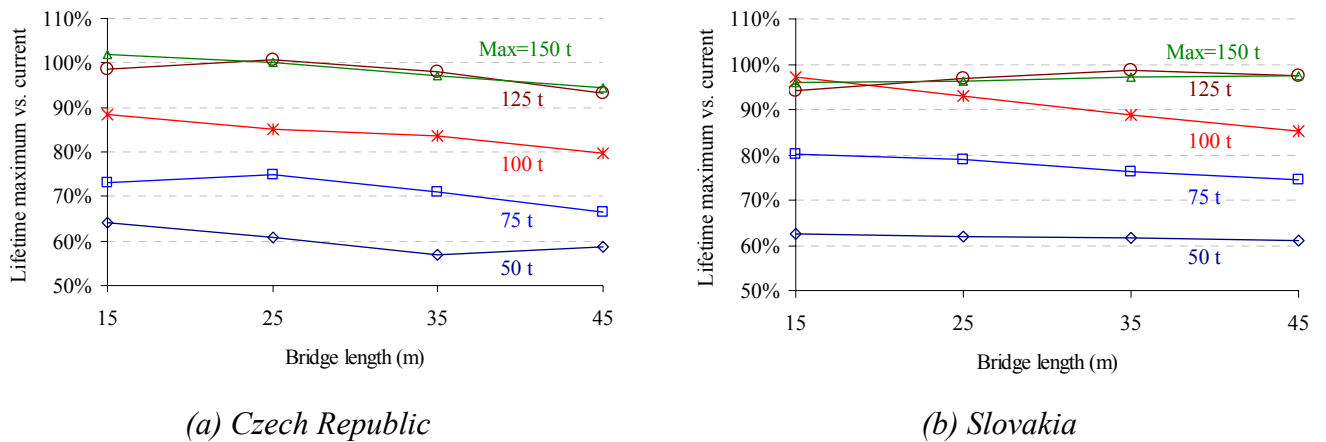 Lifetime maximum vs. current
110%
100%
90%
80%
70%
60%
50%
Max=150 t
125 t
100 t
75 t
50 t
15
25
35
45
Bridge length (m)
(a) Czech Republic
Lifetime maximum vs. current
110%
100%
90%
80%
70%
60%
50%
Max=150 t
125 t
100 t
75 t
50 t
15
25
35
45
Bridge length (m)
(b) Slovakia